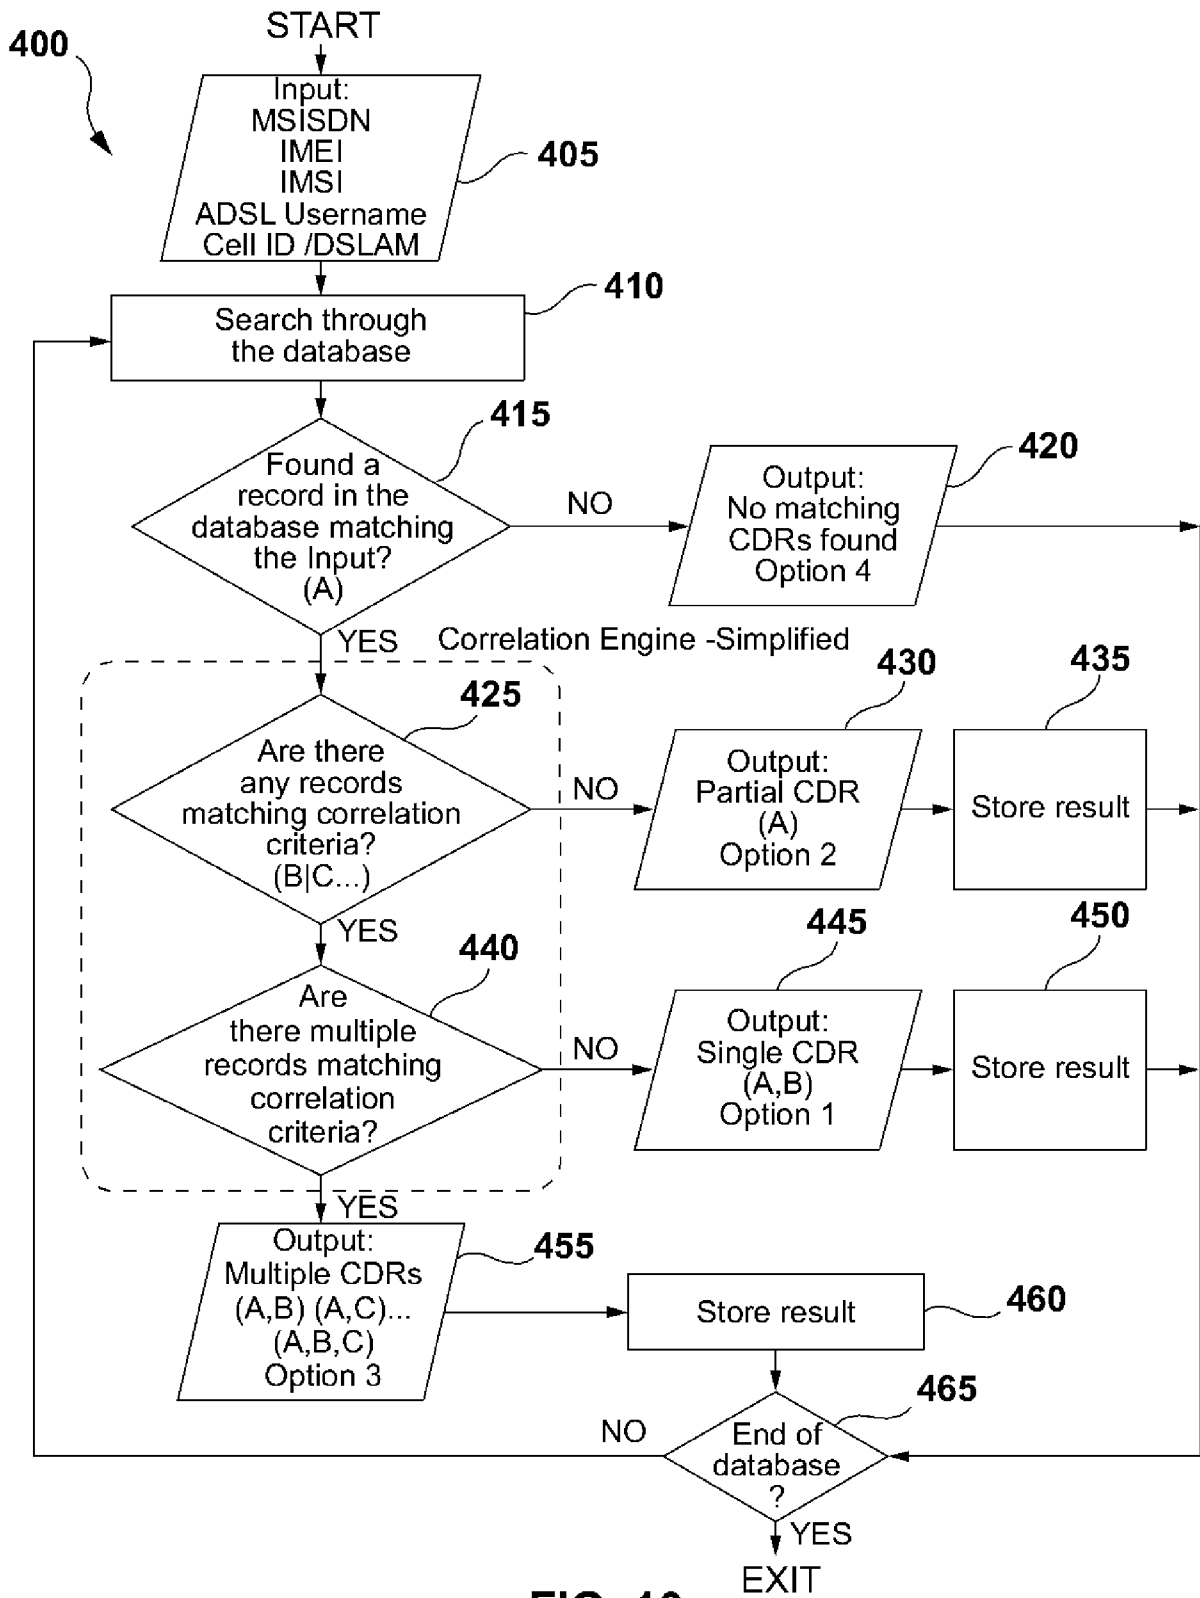 START
400
Input:
MSISDN
IMEI
IMSI
ADSL Username
Cell ID /DSLAM
405
410
Search through
the database
415
Found a
record in the
database matching
the Input?
(A)
NO
420
Output:
No matching
CDRs found
Option 4
YES
Correlation Engine -Simplified
425
Are there
any records
matching correlation
criteria?
(B|C...)
NO
430
Output:
Partial CDR
(A)
Option 2
435
Store result
YES
440
Are
there multiple
records matching
correlation
criteria?
NO
445
Output:
Single CDR
(A,B)
Option 1
450
Store result
YES
Output:
Multiple CDRs
(A,B) (A,C)...
(A,B,C)
Option 3
455
Store result
460
465
End of
database
?
NO
YES
EXIT